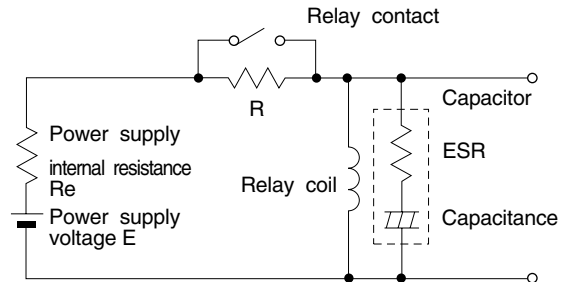 Relay contact
R
Capacitor
Power supply
internal resistance
Re
ESR
Relay coil
Power supply
voltage E
Capacitance